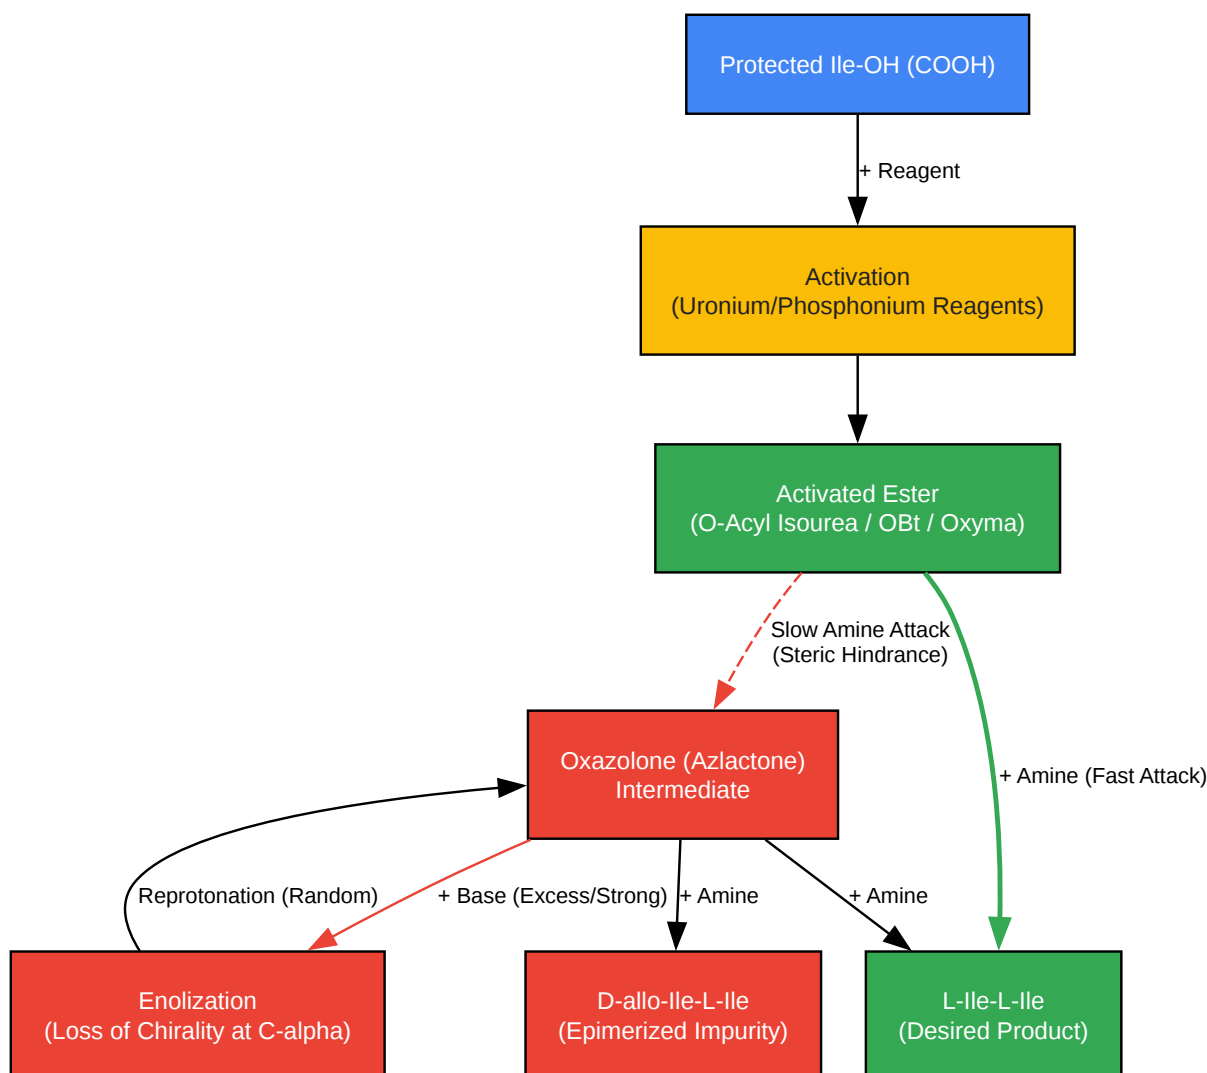 Protected Ile-OH (COOH)
+ Reagent
Activation
(Uronium/Phosphonium Reagents)
Activated Ester
(O-Acyl Isourea / OBt / Oxyma)
Slow Amine Attack
(Steric Hindrance)
+ Amine (Fast Attack)
Oxazolone (Azlactone)
Intermediate
Reprotonation (Random)
+ Base (Excess/Strong)
+ Amine
+ Amine
Enolization
(Loss of Chirality at C-alpha)
D-allo-Ile-L-Ile
(Epimerized Impurity)
L-Ile-L-Ile
(Desired Product)